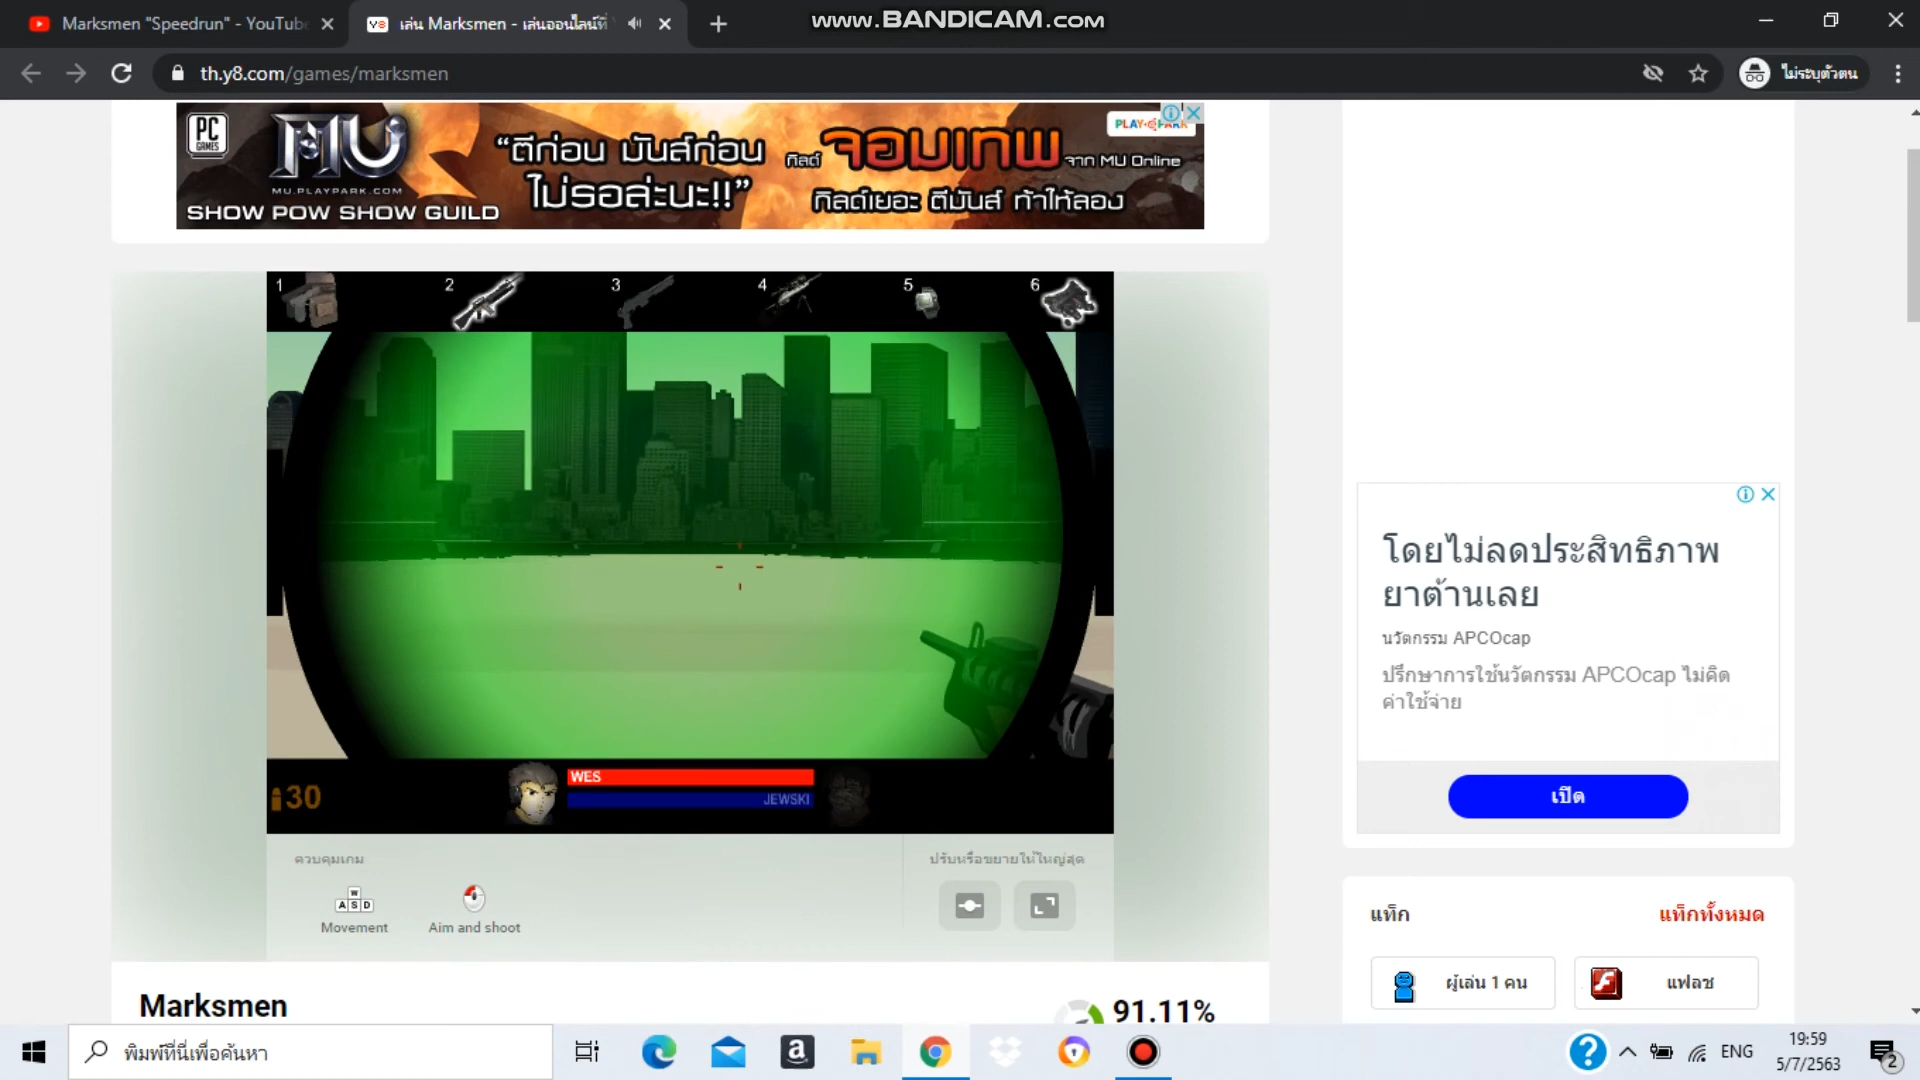 Marksmen "Speedrun" - YouTube
เล่น Marksmen - เล่นออนไลน์ที่
www.BANDICAM.com
th.y8.com/games/marksmen
ไม่ระบุตัวตน
PC GAMES
MU
MU.PLAYPARK.COM
SHOW POW SHOW GUILD
“ตีก่อน มันส์ก่อน
ไม่รอล่ะนะ!!”
กิลด์ จอมเทพ จาก MU Online
กิลด์เยอะ ตีมันส์ ท้าให้ลอง
1 2 3 4 5 6
30
WES
JEWSKI
ควบคุมเกม
ปรับหรือขยายให้ใหญ่สุด
W
A S D
Movement
Aim and shoot
Marksmen
91.11%
โดยไม่ลดประสิทธิภาพ
ยาต้านเลย
นวัตกรรม APCOcap
ปรึกษาการใช้นวัตกรรม APCOcap ไม่คิด
ค่าใช้จ่าย
เปิด
แท็ก
แท็กทั้งหมด
ผู้เล่น 1 คน
แฟลช
พิมพ์ที่นี่เพื่อค้นหา
ENG
19:59
5/7/2563
2